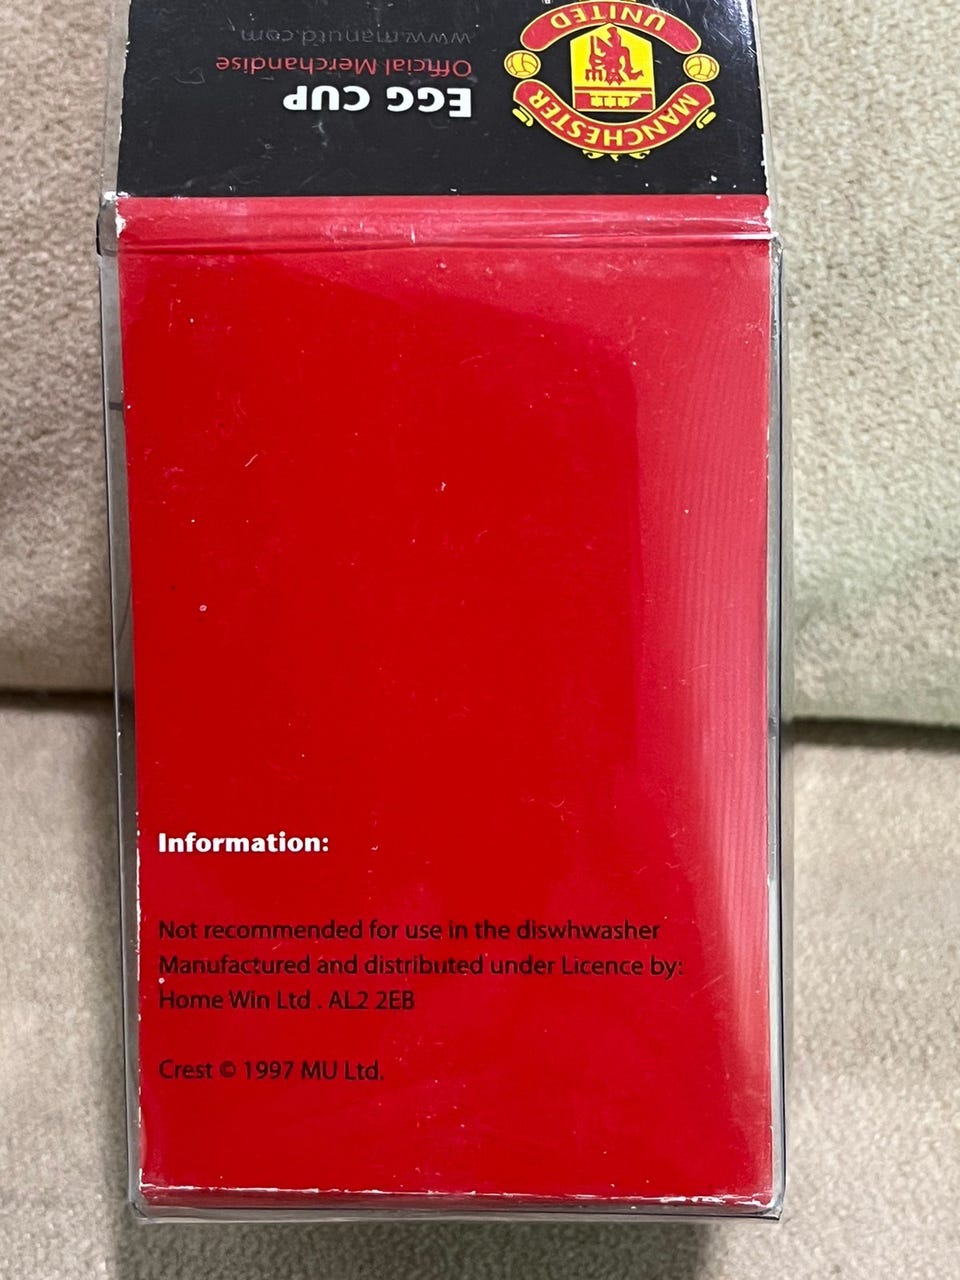 MANCHESTER
UNITED
EGG CUP
Official Merchandise
www.manutd.com
Information:
Not recommended for use in the diswhwasher
Manufactured and distributed under Licence by:
Home Win Ltd . AL2 2EB
Crest © 1997 MU Ltd.